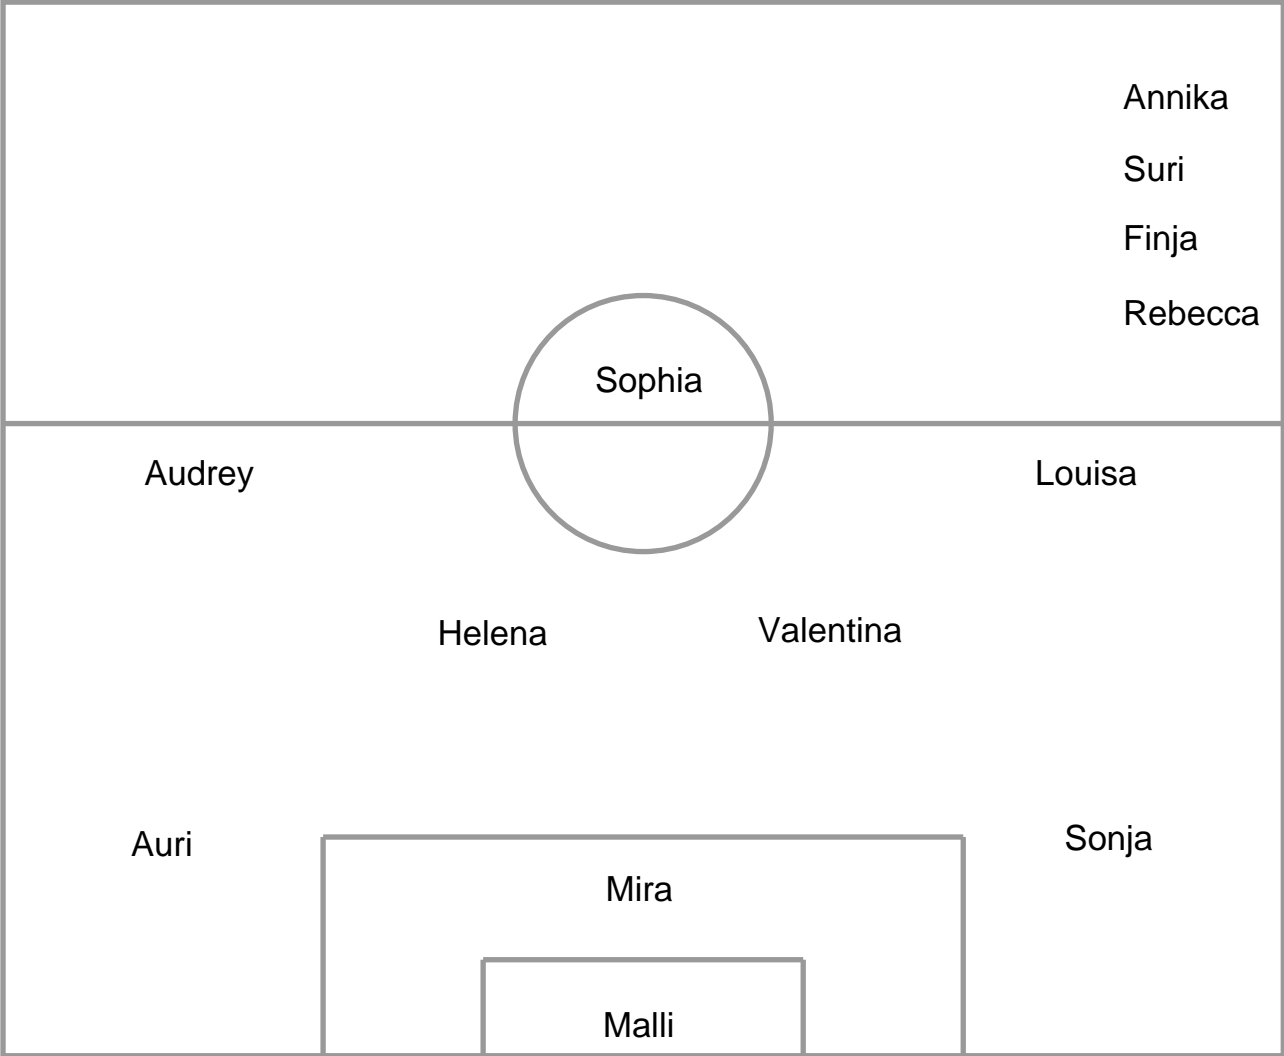 Annika
Suri
Finja
Rebecca
Sophia
Audrey
Louisa
Helena
Valentina
Auri
Sonja
Mira
Malli